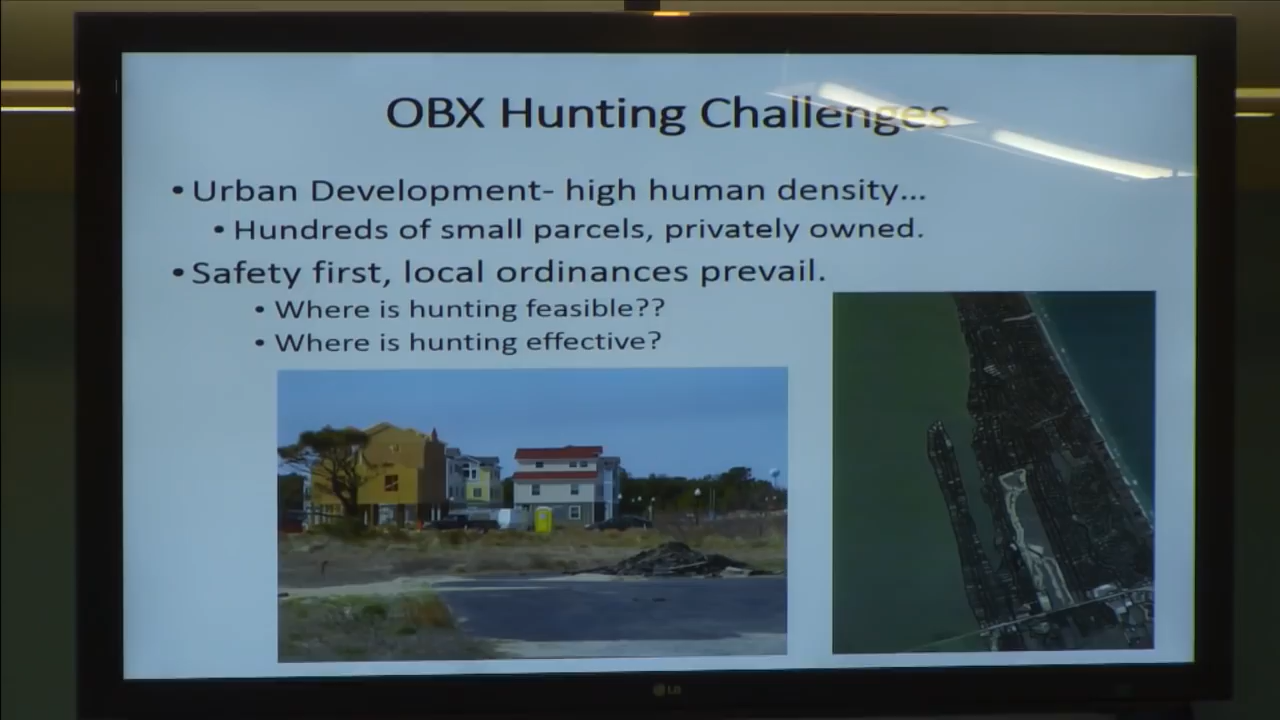 OBX Hunting Challenges
• Urban Development- high human density...
• Hundreds of small parcels, privately owned.
• Safety first, local ordinances prevail.
• Where is hunting feasible??
• Where is hunting effective?
LG